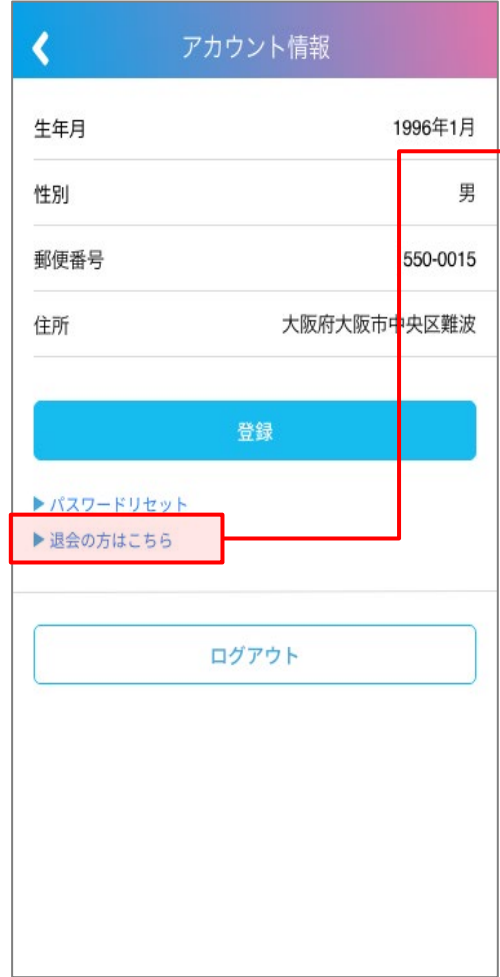 アカウント情報
生年月 1996年1月
性別 男
郵便番号 550-0015
住所 大阪府大阪市中央区難波
登録
▶パスワードリセット
▶退会の方はこちら
ログアウト